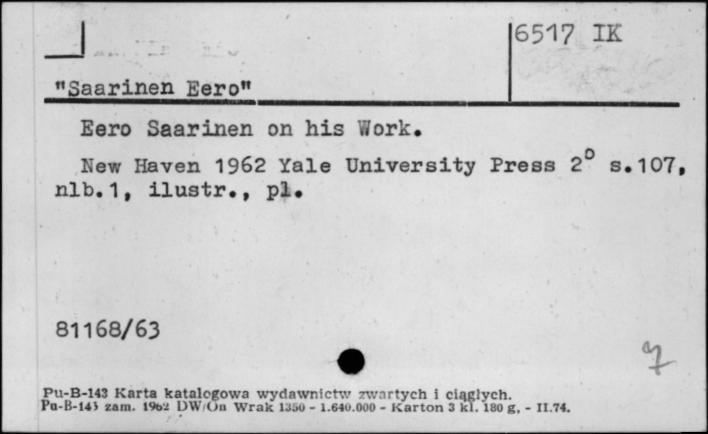 6517 IK
"Saarinen Eero"
Eero Saarinen on his Work.
New Haven 1962 Yale University Press 2° s.107,
nlb.1, ilustr., pl.
81168/63
Pu-B-143 Karta katalogowa wydawnictw zwartych i ciągłych.
Pu-B-143 zam. 1962 DW/On Wrak 1350 - 1.640.000 - Karton 3 kl. 180 g, - II.74.